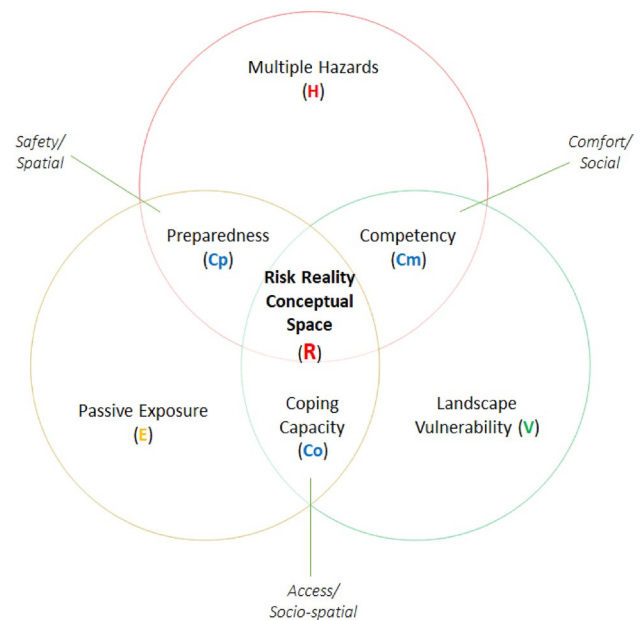 Multiple Hazards
(H)
Safety/
Spatial
Comfort/
Social
Preparedness
(Cp)
Competency
(Cm)
Risk Reality
Conceptual
Space
(R)
Passive Exposure
(E)
Coping
Capacity
(Co)
Landscape
Vulnerability (V)
Access/
Socio-spatial